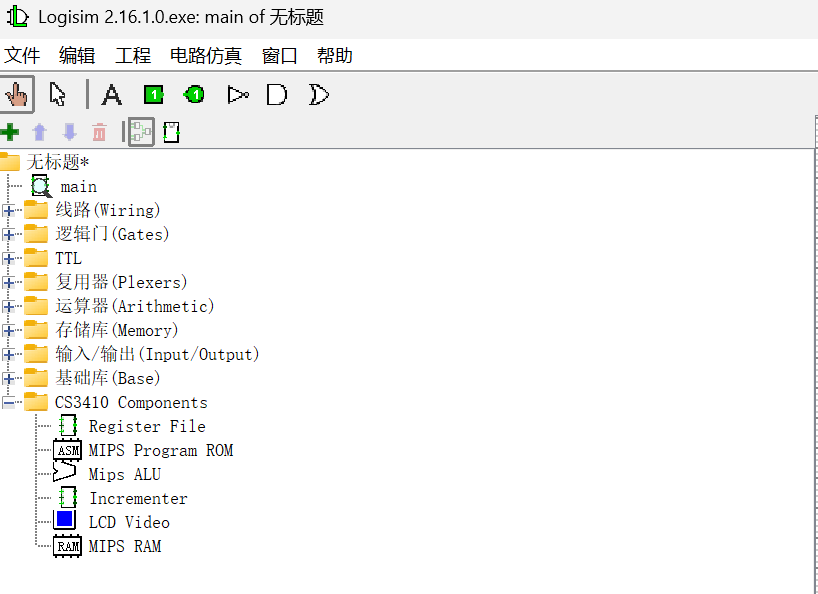 Logisim 2.16.1.0.exe: main of 无标题
文件 编辑 工程 电路仿真 窗口 帮助
A 1 1
无标题*
main
线路(Wiring)
逻辑门(Gates)
TTL
复用器(Plexers)
运算器(Arithmetic)
存储库(Memory)
输入/输出(Input/Output)
基础库(Base)
CS3410 Components
Register File
ASM MIPS Program ROM
Mips ALU
Incrementer
LCD Video
RAM MIPS RAM